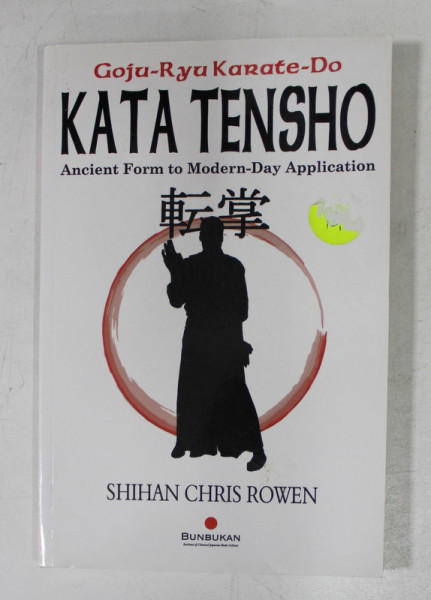 Goju-Ryu Karate-Do
KATA TENSHO
Ancient Form to Modern-Day Application
転掌
SHIHAN CHRIS ROWEN
BUNBUKAN